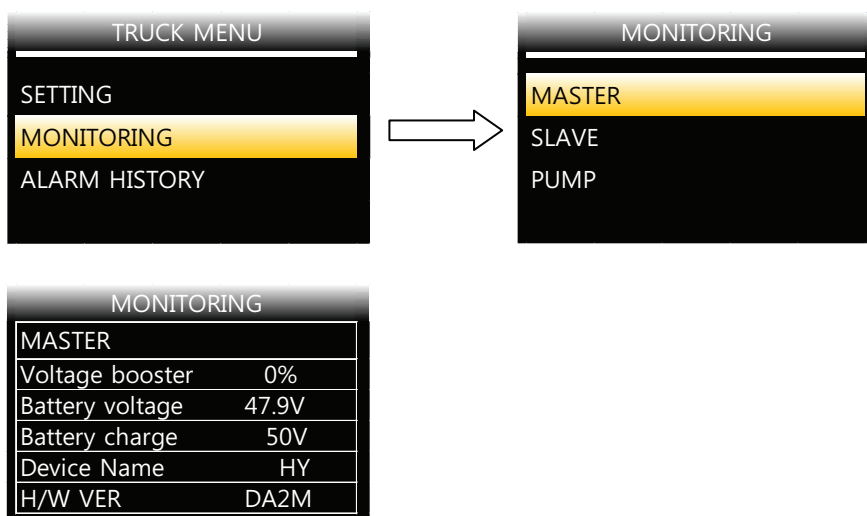 TRUCK MENU
SETTING
MONITORING
ALARM HISTORY
MONITORING
MASTER
SLAVE
PUMP
MONITORING
MASTER
Voltage booster 0%
Battery voltage 47.9V
Battery charge 50V
Device Name HY
H/W VER DA2M